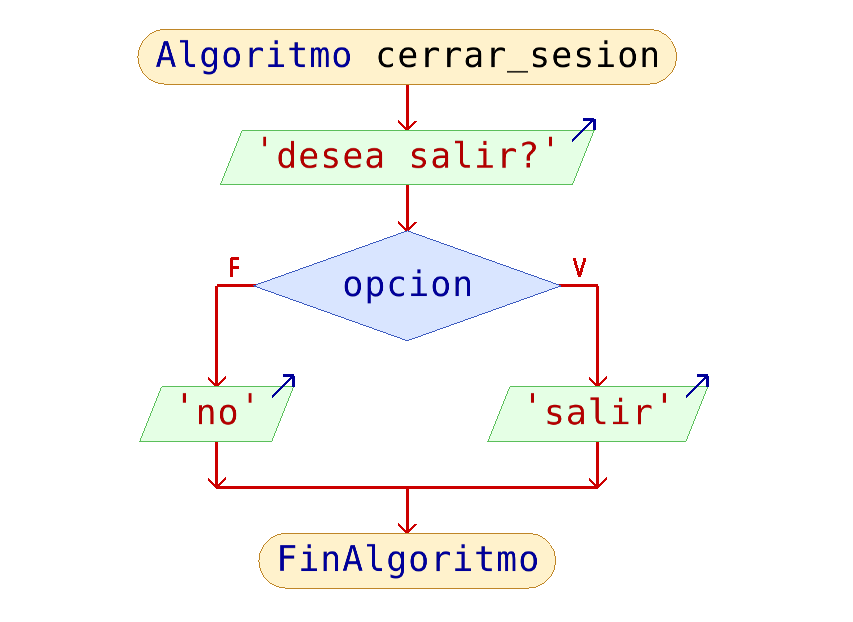 Algoritmo cerrar_sesion
'desea salir?'
F
V
opcion
'no'
'salir'
FinAlgoritmo